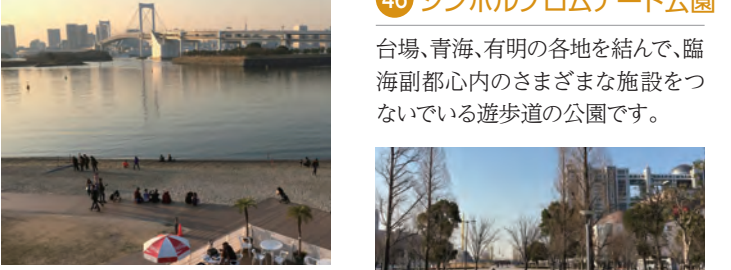 46 シンボルプロムナード公園
台場、青海、有明の各地を結んで、臨
海副都心内のさまざまな施設をつ
ないでいる遊歩道の公園です。